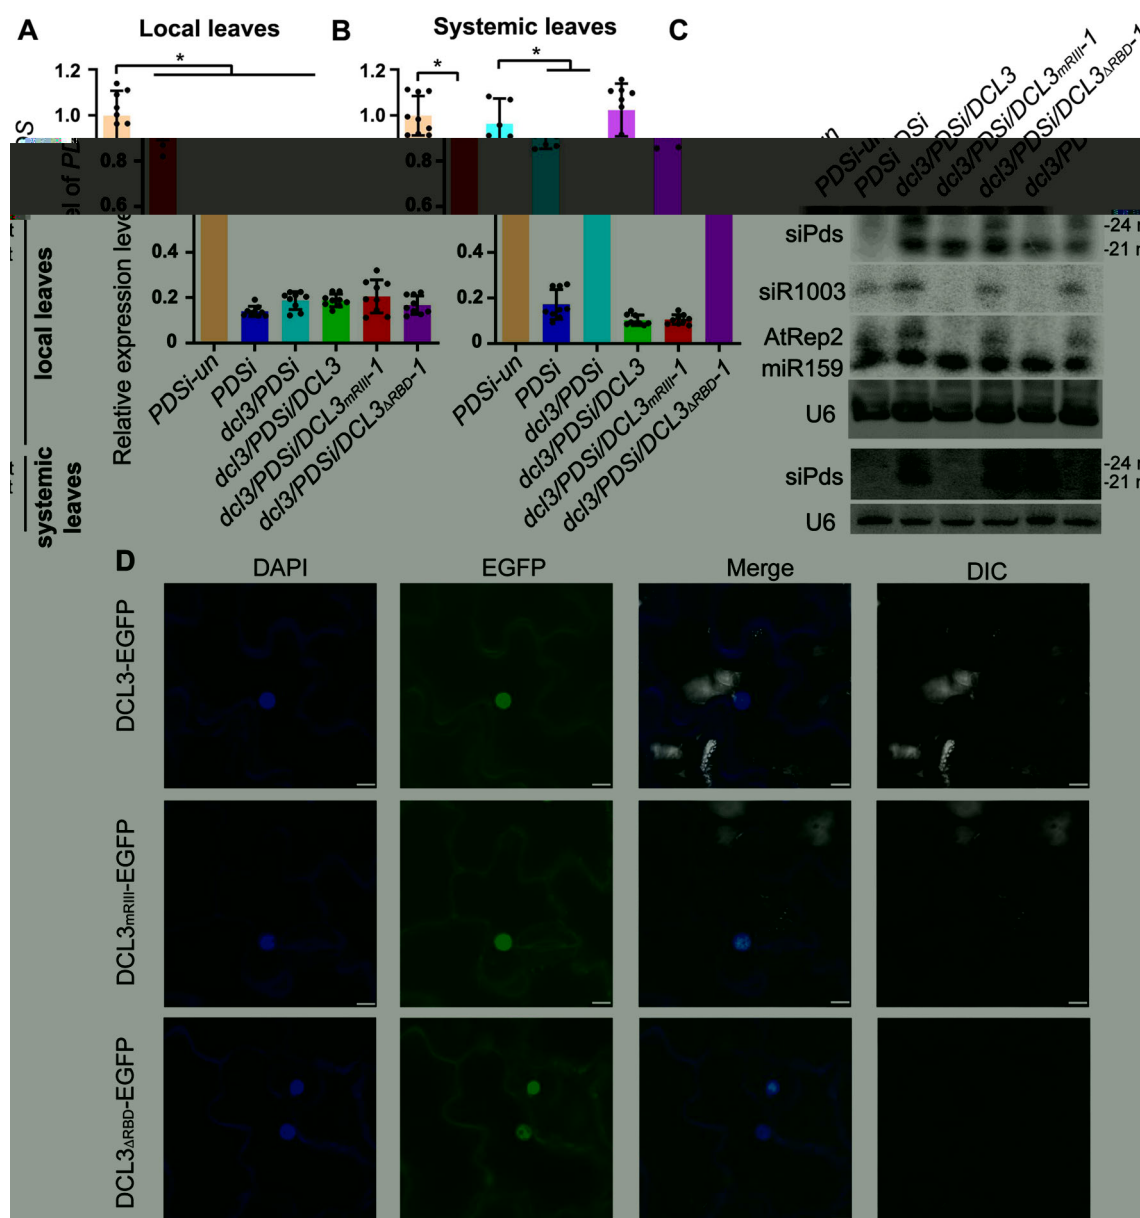 A
Local leaves
B
Systemic leaves
C
*
*
*
1.2
1.0
0.8
0.6
0.4
0.2
0
1.2
1.0
0.8
0.6
0.4
0.2
0
Relative expression level of
PDSi-un
PDSi
dcl3/PDSi
dcl3/PDSi/DCL3
dcl3/PDSi/DCL3mRIII-1
dcl3/PDSi/DCL3ΔRBD-1
PDSi-un
PDSi
dcl3/PDSi
dcl3/PDSi/DCL3
dcl3/PDSi/DCL3mRIII-1
dcl3/PDSi/DCL3ΔRBD-1
PDSi
dcl3/PDSi/DCL3
dcl3/PDSi/DCL3mRIII-1
dcl3/PDSi/DCL3ΔRBD-1
local leaves
siPds
-24
-21
siR1003
AtRep2
miR159
U6
systemic
leaves
siPds
-24
-21
U6
D
DAPI
EGFP
Merge
DIC
DCL3-EGFP
DCL3mRIII-EGFP
DCL3ΔRBD-EGFP